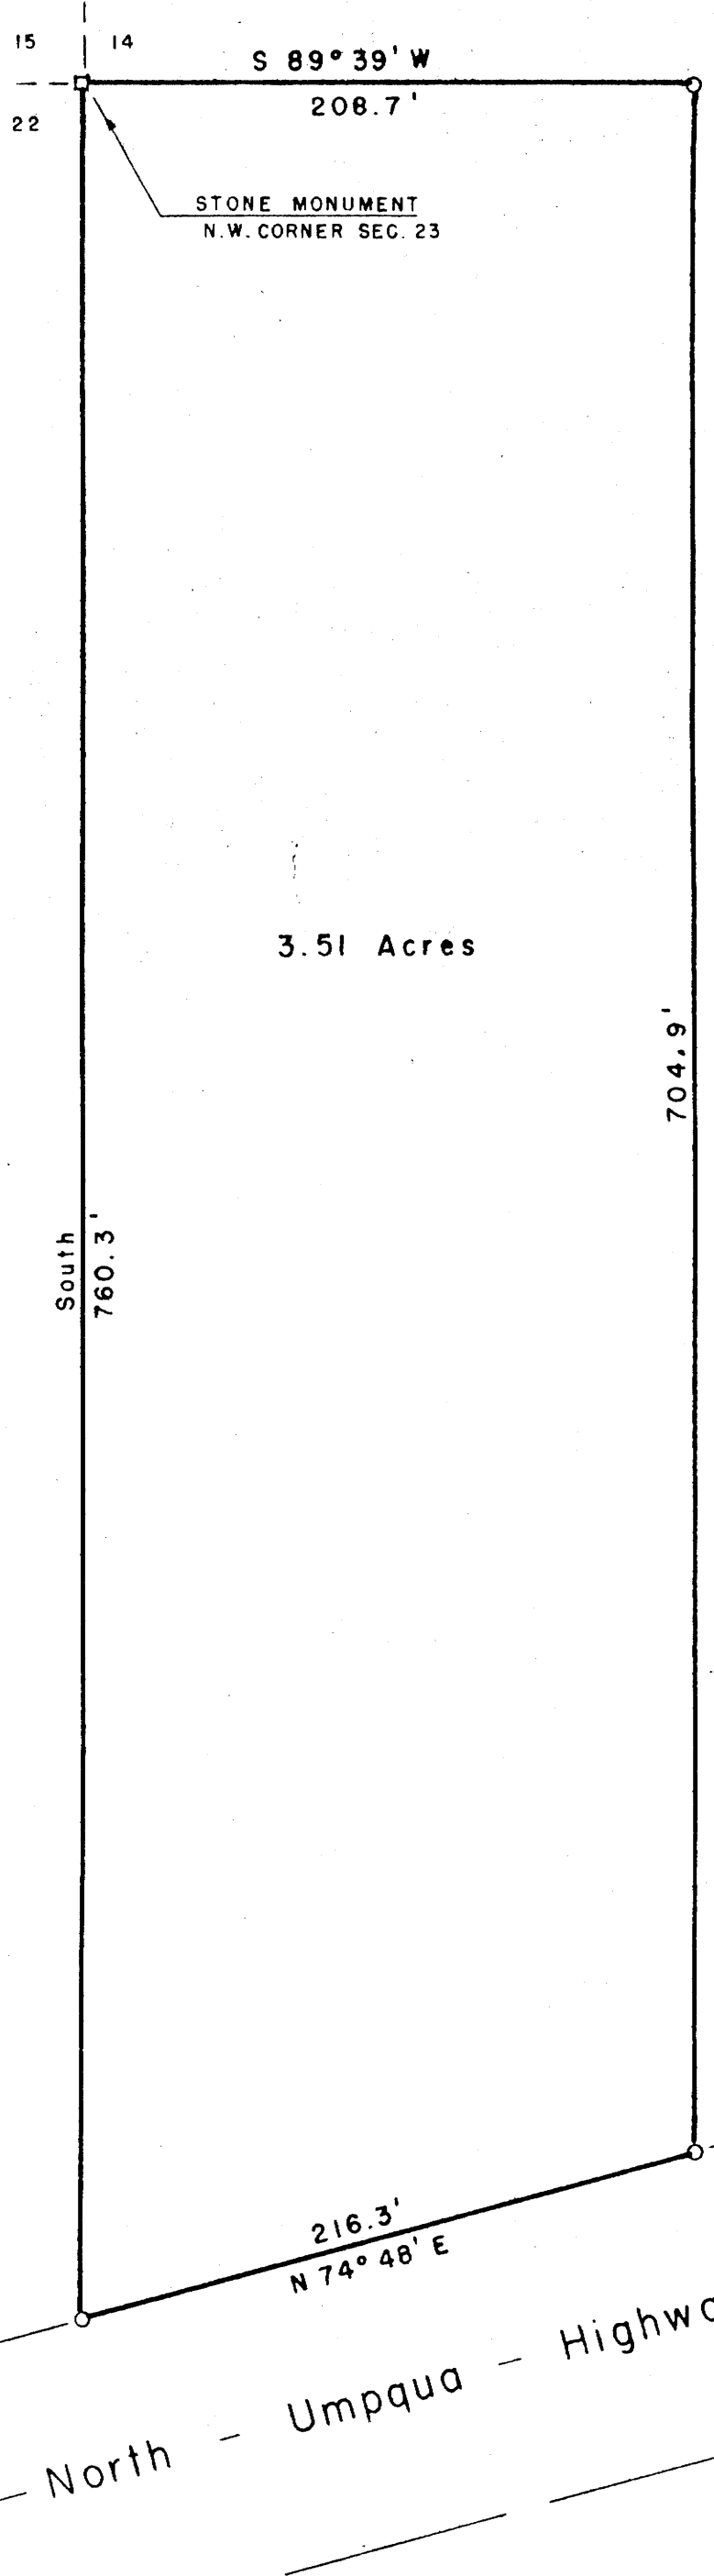 15 14
S 89° 39' W
208.7'
22
STONE MONUMENT
N.W. CORNER SEC. 23
3.51 Acres
704.9'
South
760.3'
216.3'
N 74° 48' E
North - Umpqua - Highwa